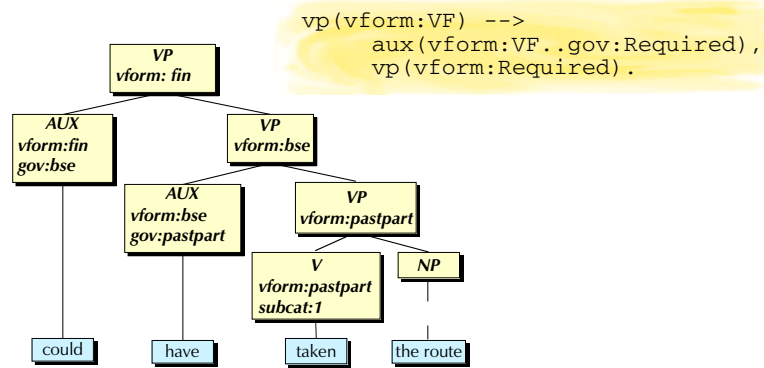 vp(vform:VF) -->
aux(vform:VF..gov:Required),
vp(vform:Required).
VP
vform: fin
AUX
vform:fin
gov:bse
VP
vform:bse
AUX
vform:bse
gov:pastpart
VP
vform:pastpart
V
vform:pastpart
subcat:1
NP
could
have
taken
the route